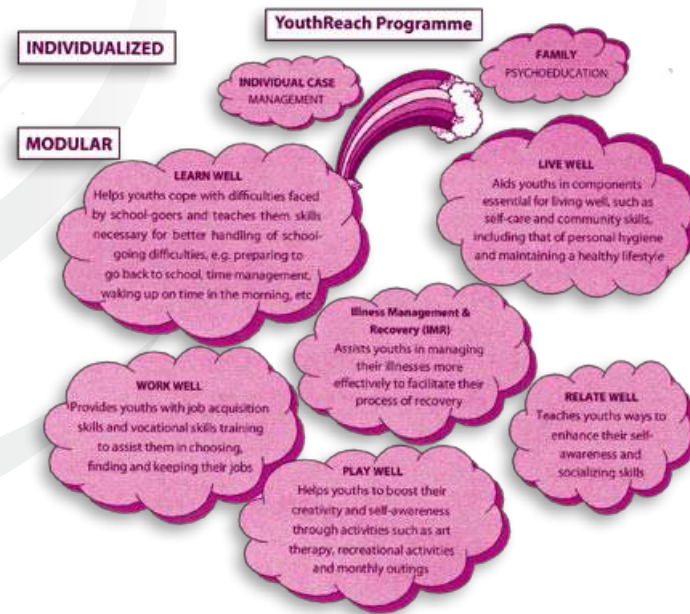 YouthReach Programme
INDIVIDUALIZED
INDIVIDUAL CASE
MANAGEMENT
FAMILY
PSYCHOEDUCATION
MODULAR
LEARN WELL
Helps youths cope with difficulties faced
by school-goers and teaches them skills
necessary for better handling of school-
going difficulties, e.g. preparing to
go back to school, time management,
waking up on time in the morning, etc
LIVE WELL
Aids youths in components
essential for living well, such as
self-care and community skills,
including that of personal hygiene
and maintaining a healthy lifestyle
Illness Management &
Recovery (IMR)
Assists youths in managing
their illnesses more
effectively to facilitate their
process of recovery
WORK WELL
Provides youths with job acquisition
skills and vocational skills training
to assist them in choosing,
finding and keeping their jobs
RELATE WELL
Teaches youths ways to
enhance their self-
awareness and
socializing skills
PLAY WELL
Helps youths to boost their
creativity and self-awareness
through activities such as art
therapy, recreational activities
and monthly outings